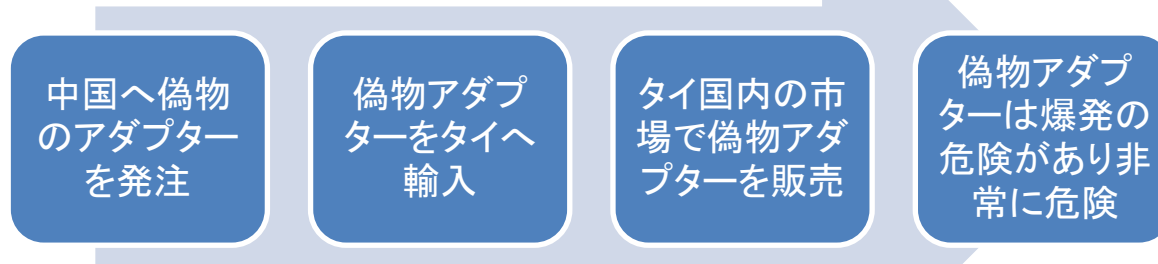 中国へ偽物
のアダプター
を発注
偽物アダプ
ターをタイへ
輸入
タイ国内の市
場で偽物アダ
プターを販売
偽物アダプ
ターは爆発の
危険があり非
常に危険